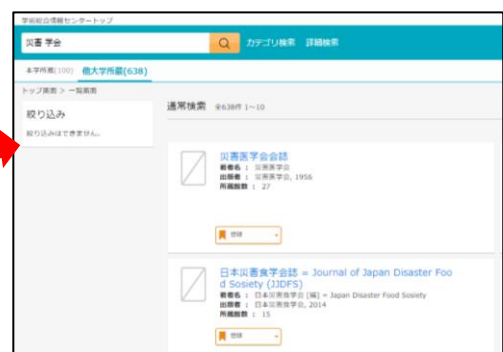 学術総合情報センタートップ
災害 学会
カテゴリ検索 詳細検索
本学所蔵(100) 他大学所蔵(638)
トップ画面 > 一覧画面
絞り込み
絞り込みはできません。
通常検索 全638件 1~10
災害医学会会誌
著者名 : 災害医学会
出版者 : 災害医学会, 1956
所蔵館数 : 27
登録
日本災害食学会誌 = Journal of Japan Disaster Foo
d Sosiety (JJDFS)
著者名 : 日本災害食学会 [編] = Japan Disaster Food Sosiety
出版者 : 日本災害食学会, 2014
所蔵館数 : 15
登録